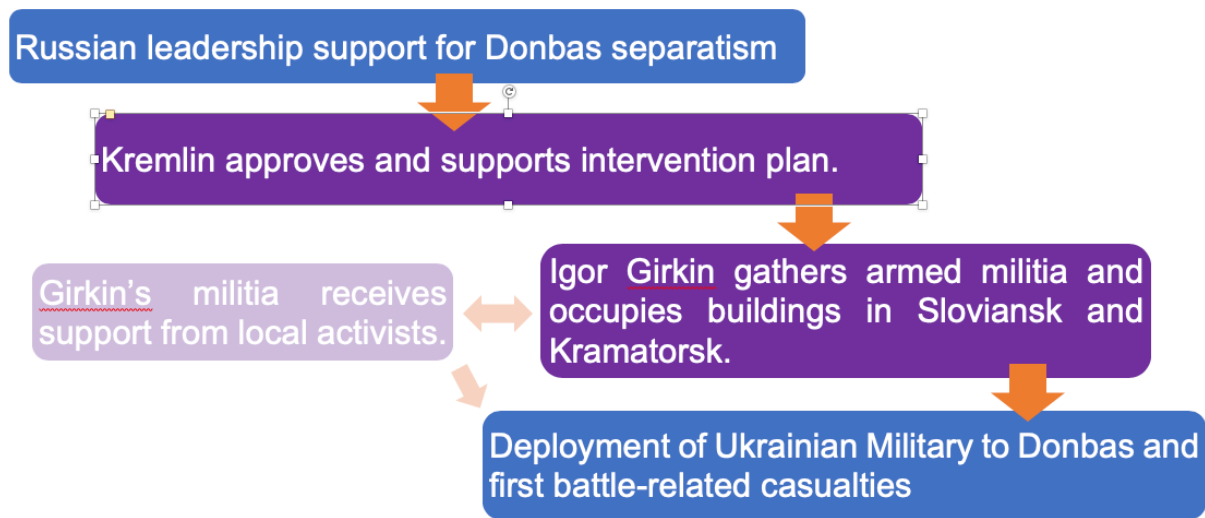 Russian leadership support for Donbas separatism
Kremlin approves and supports intervention plan.
Igor Girkin gathers armed militia and
occupies buildings in Sloviansk and
Kramatorsk.
Girkin's militia receives
support from local activists.
Deployment of Ukrainian Military to Donbas and
first battle-related casualties